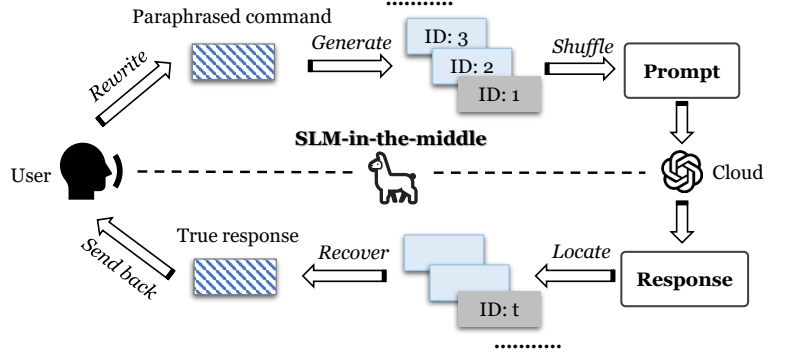 ...........
Paraphrased command
Rewrite
Generate
ID: 3
ID: 2
ID: 1
Shuffle
Prompt
SLM-in-the-middle
User
Cloud
True response
Send back
Recover
Locate
ID: t
Response
...........